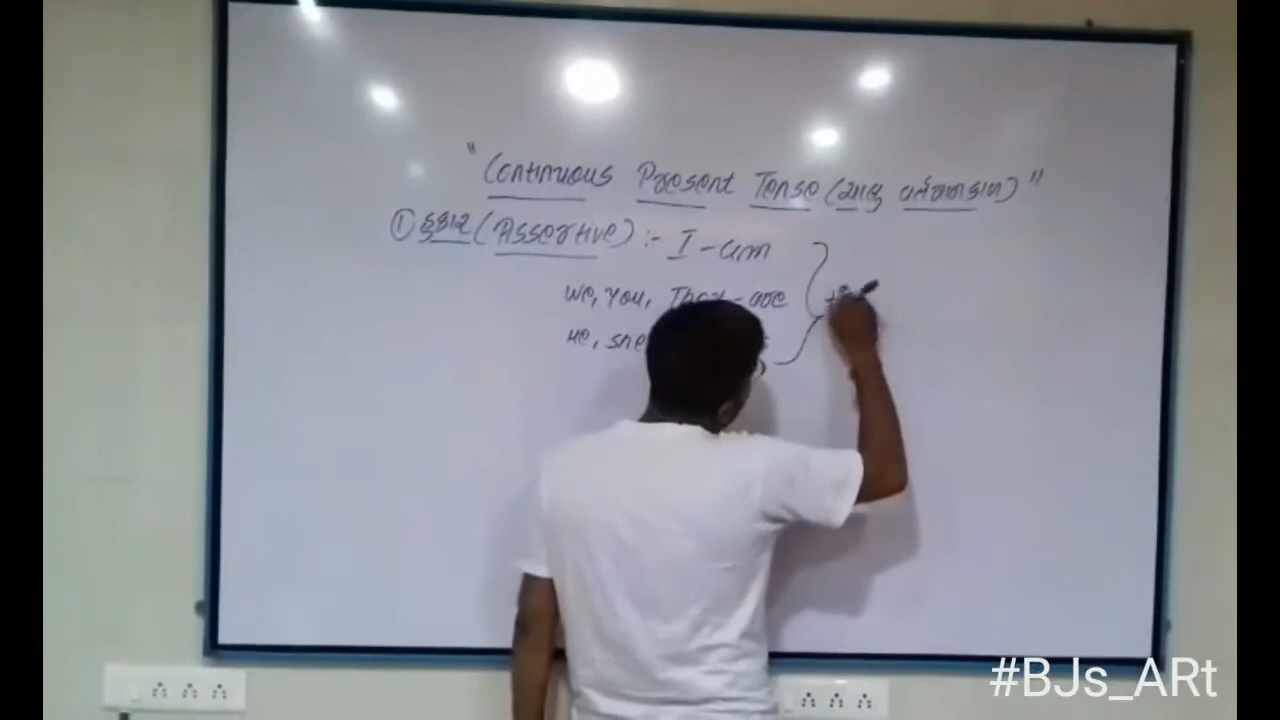 "Continuous Present Tense (ચાલુ વર્તમાનકાળ)"
① હકાર (Assertive) :- I - am
We, You, They - are
He, She
#BJs_ARt